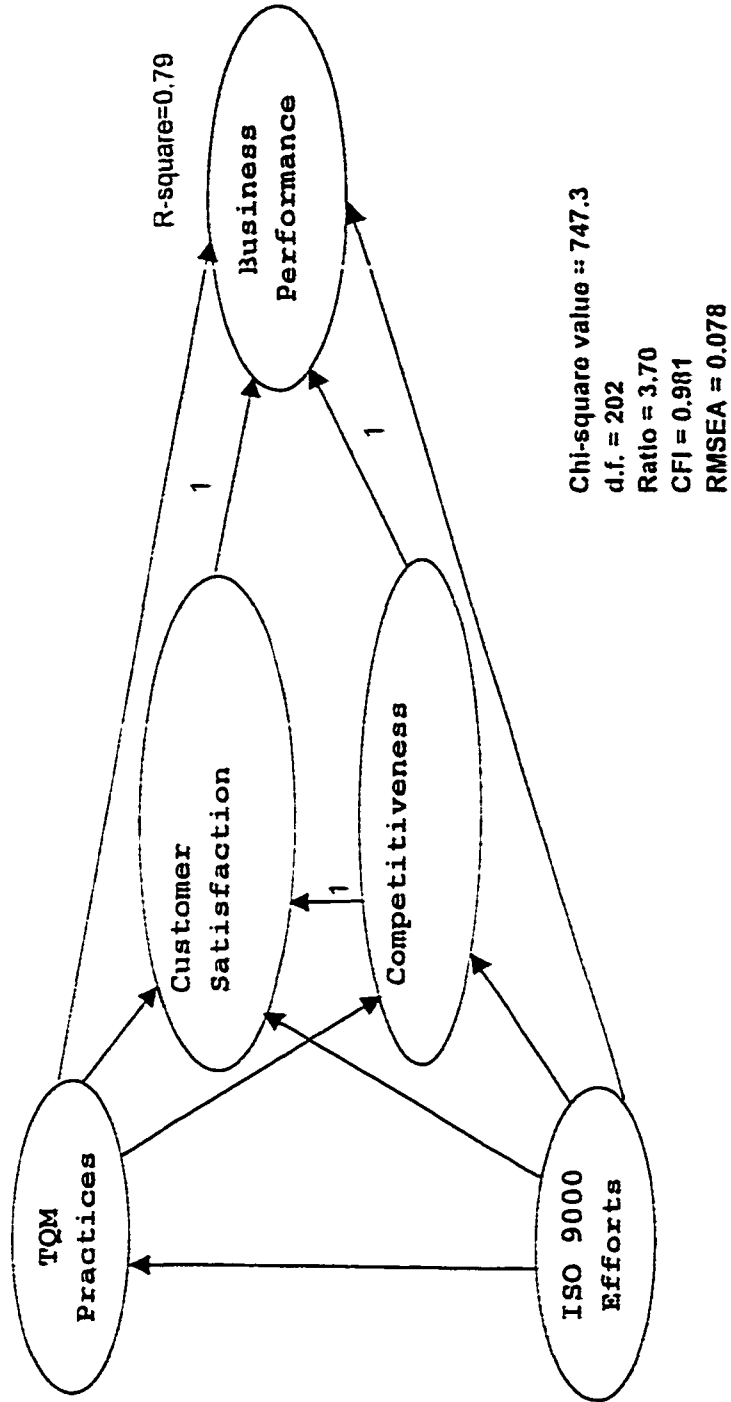 R-square=0.79
TQM
Practices
Customer
Satisfaction
Business
Performance
1
1
1
Competitiveness
ISO 9000
Efforts
Chi-square value = 747.3
d.f. = 202
Ratio = 3.70
CFI = 0.981
RMSEA = 0.078